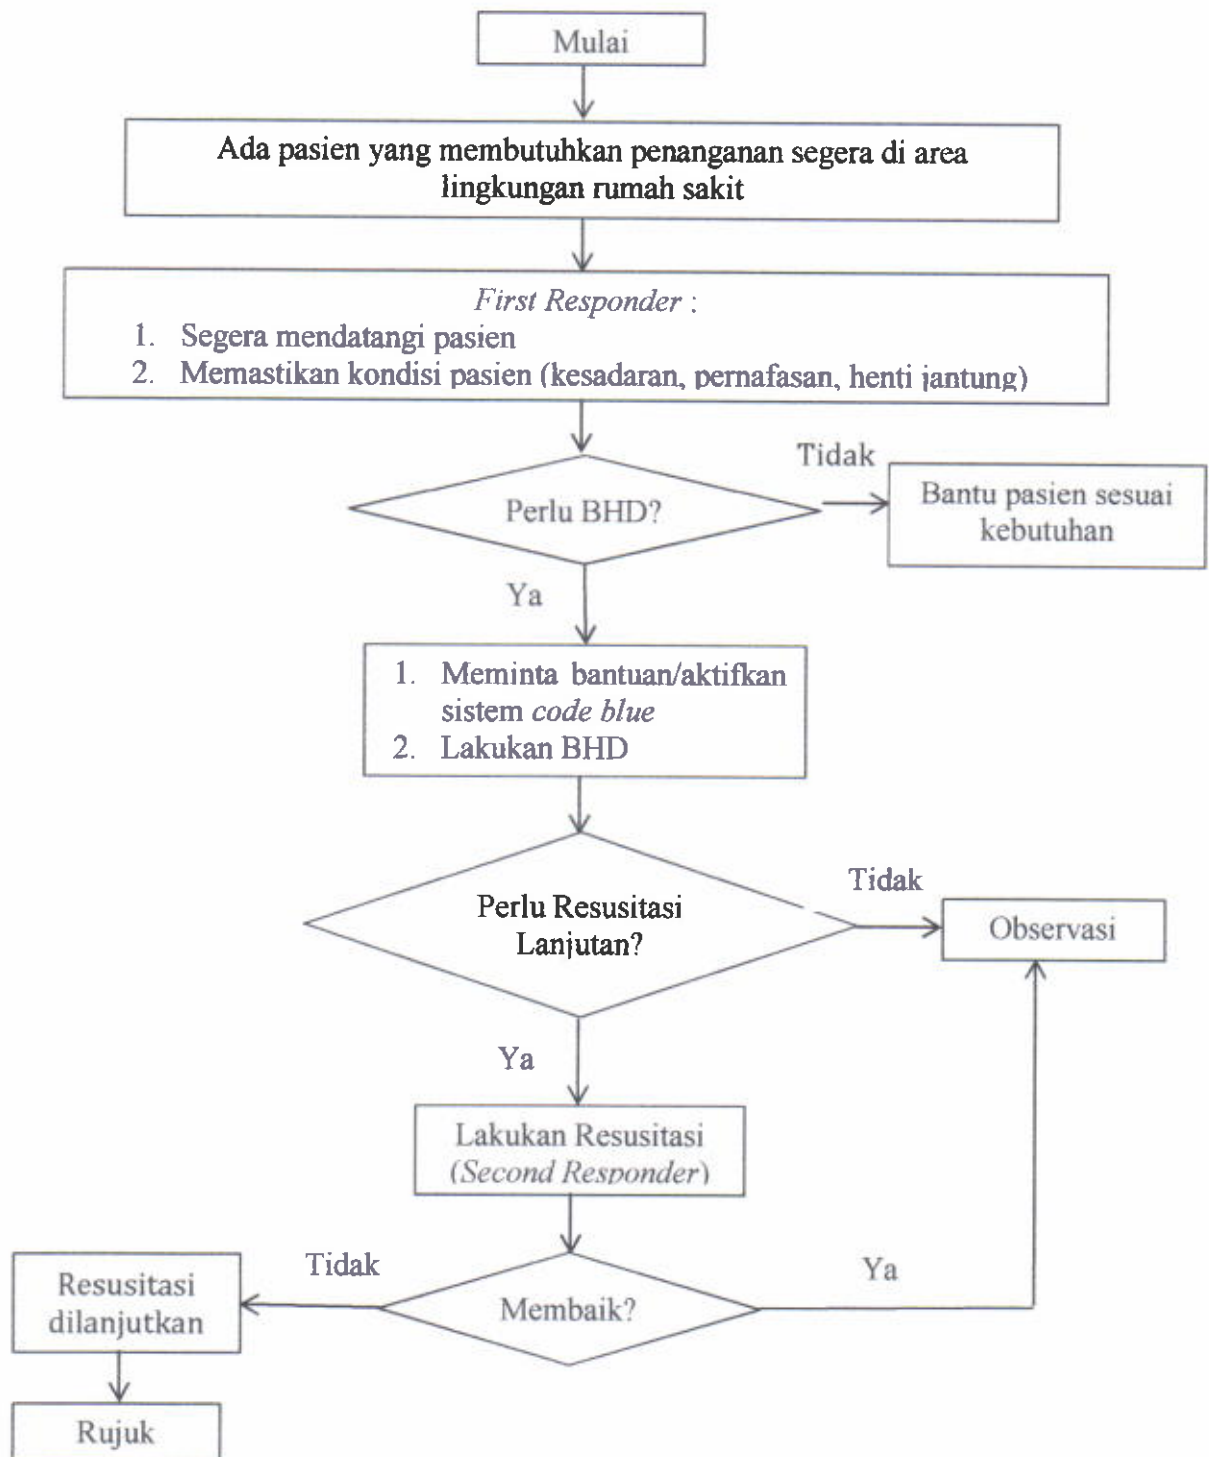 Mulai
Ada pasien yang membutuhkan penanganan segera di area
lingkungan rumah sakit
First Responder :
1. Segera mendatangi pasien
2. Memastikan kondisi pasien (kesadaran, pernafasan, henti jantung)
Tidak
Perlu BHD?
Bantu pasien sesuai
kebutuhan
Ya
1. Meminta bantuan/aktifkan
sistem code blue
2. Lakukan BHD
Tidak
Perlu Resusitasi
Lanjutan?
Observasi
Ya
Lakukan Resusitasi
(Second Responder)
Tidak
Ya
Resusitasi
dilanjutkan
Membaik?
Rujuk